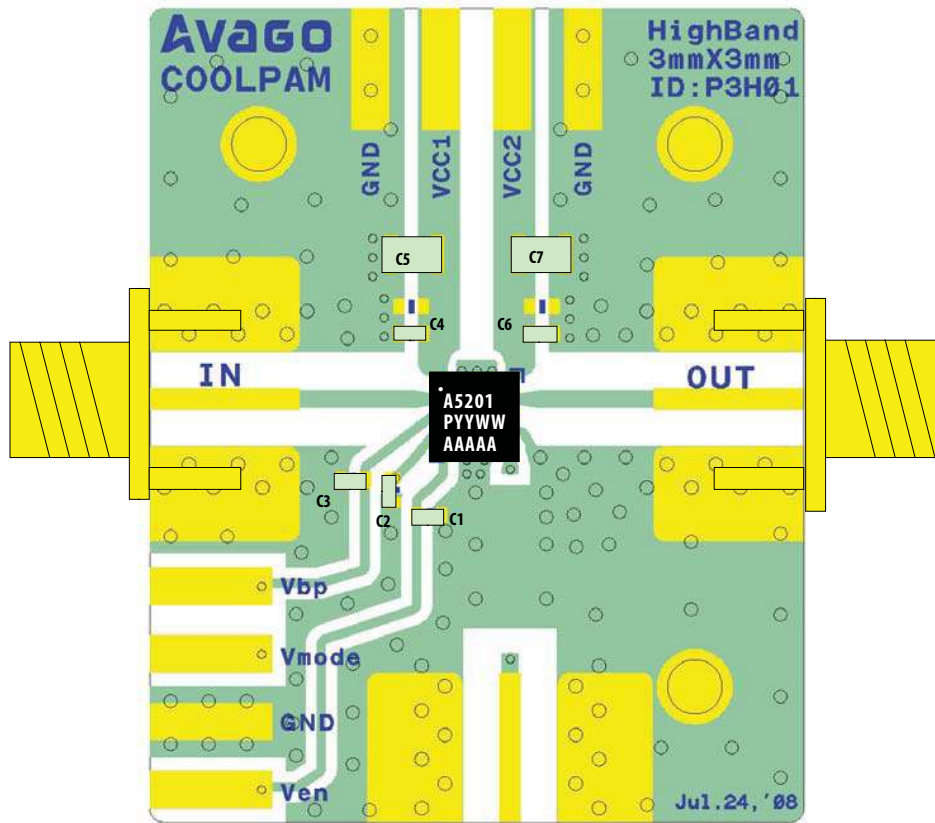 AVAGO
COOLPAM
HighBand
3mmX3mm
ID:P3H01
GND
VCC1
VCC2
GND
C5
C7
C4
C6
IN
OUT
A5201
PYYWW
AAAAA
C3
C2
C1
Vbp
Vmode
GND
Ven
Jul.24,'08